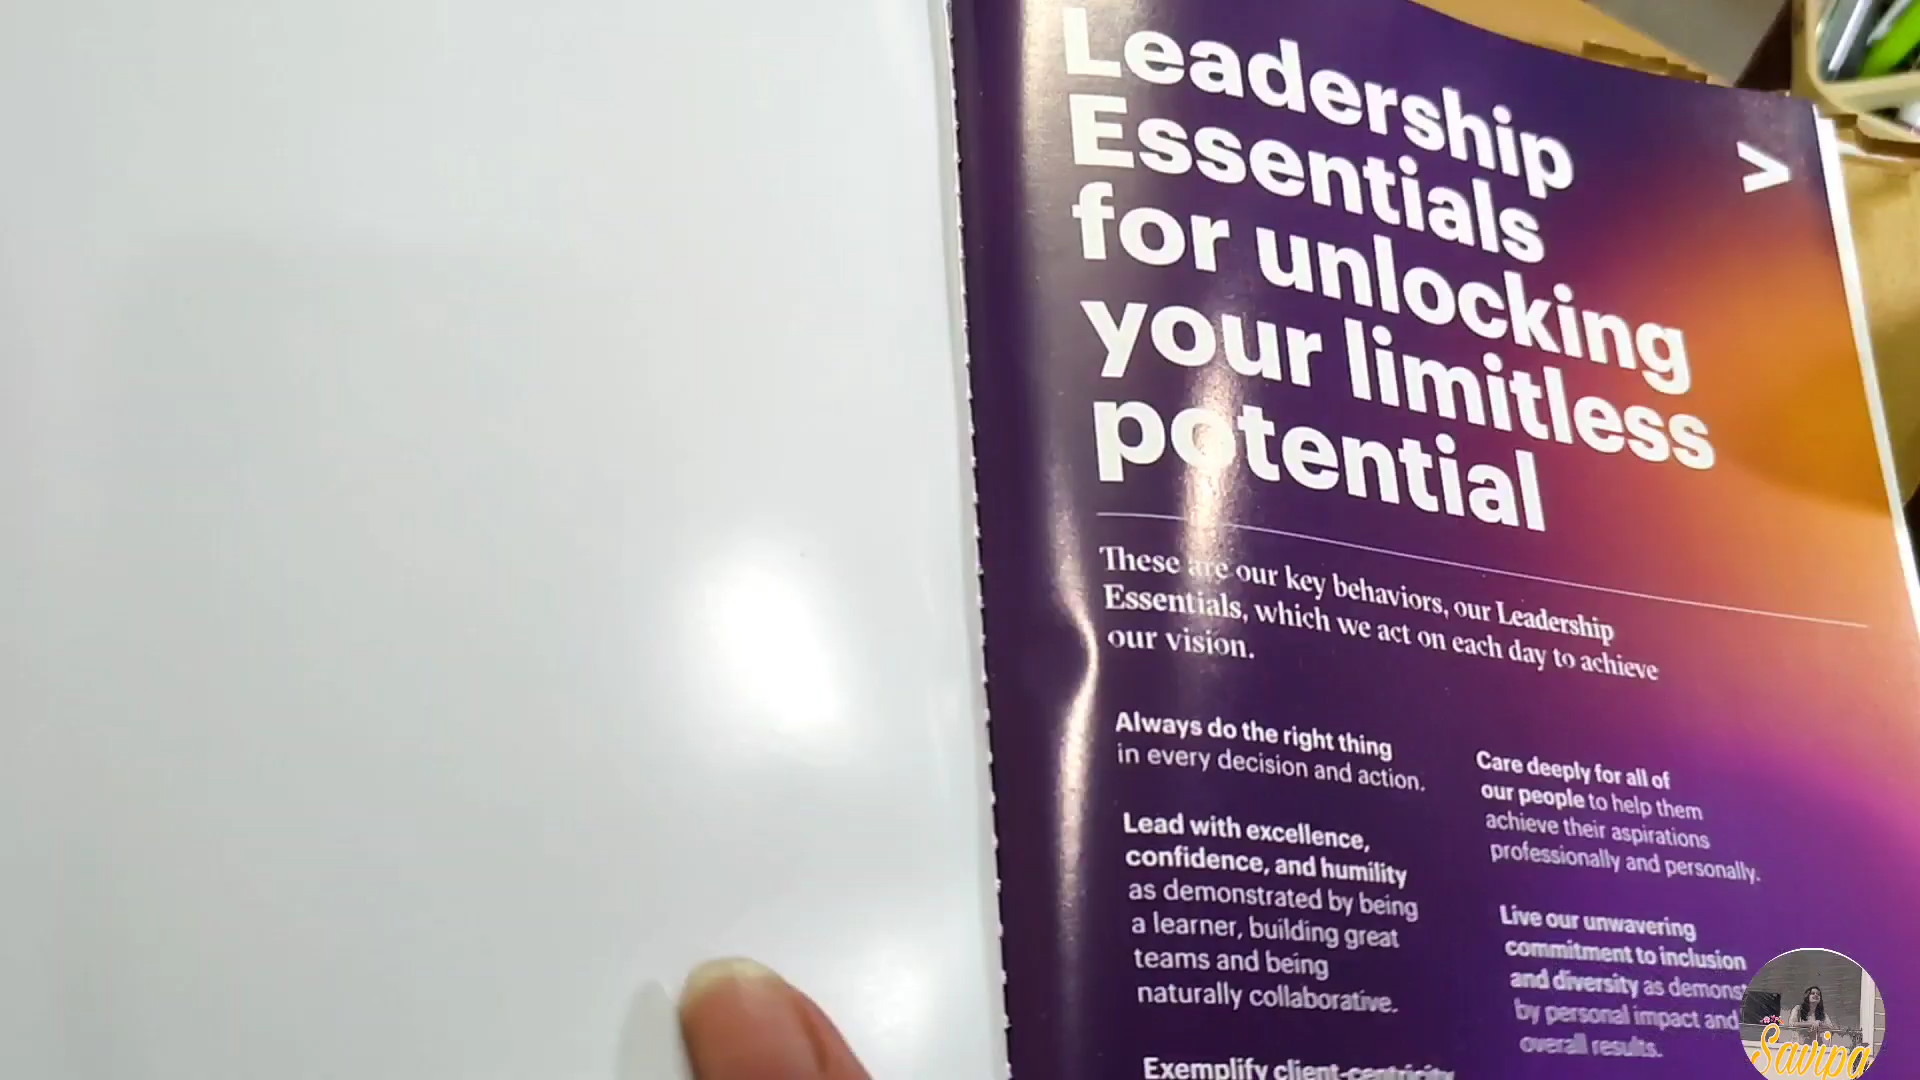 Leadership
Essentials
for unlocking
your limitless
potential
>
These are our key behaviors, our Leadership
Essentials, which we act on each day to achieve
our vision.
Always do the right thing
in every decision and action.
Lead with excellence,
confidence, and humility
as demonstrated by being
a learner, building great
teams and being
naturally collaborative.
Exemplify client-centricity
Care deeply for all of
our people to help them
achieve their aspirations
professionally and personally.
Live our unwavering
commitment to inclusion
and diversity as demonst
by personal impact and
overall results.
Savipa